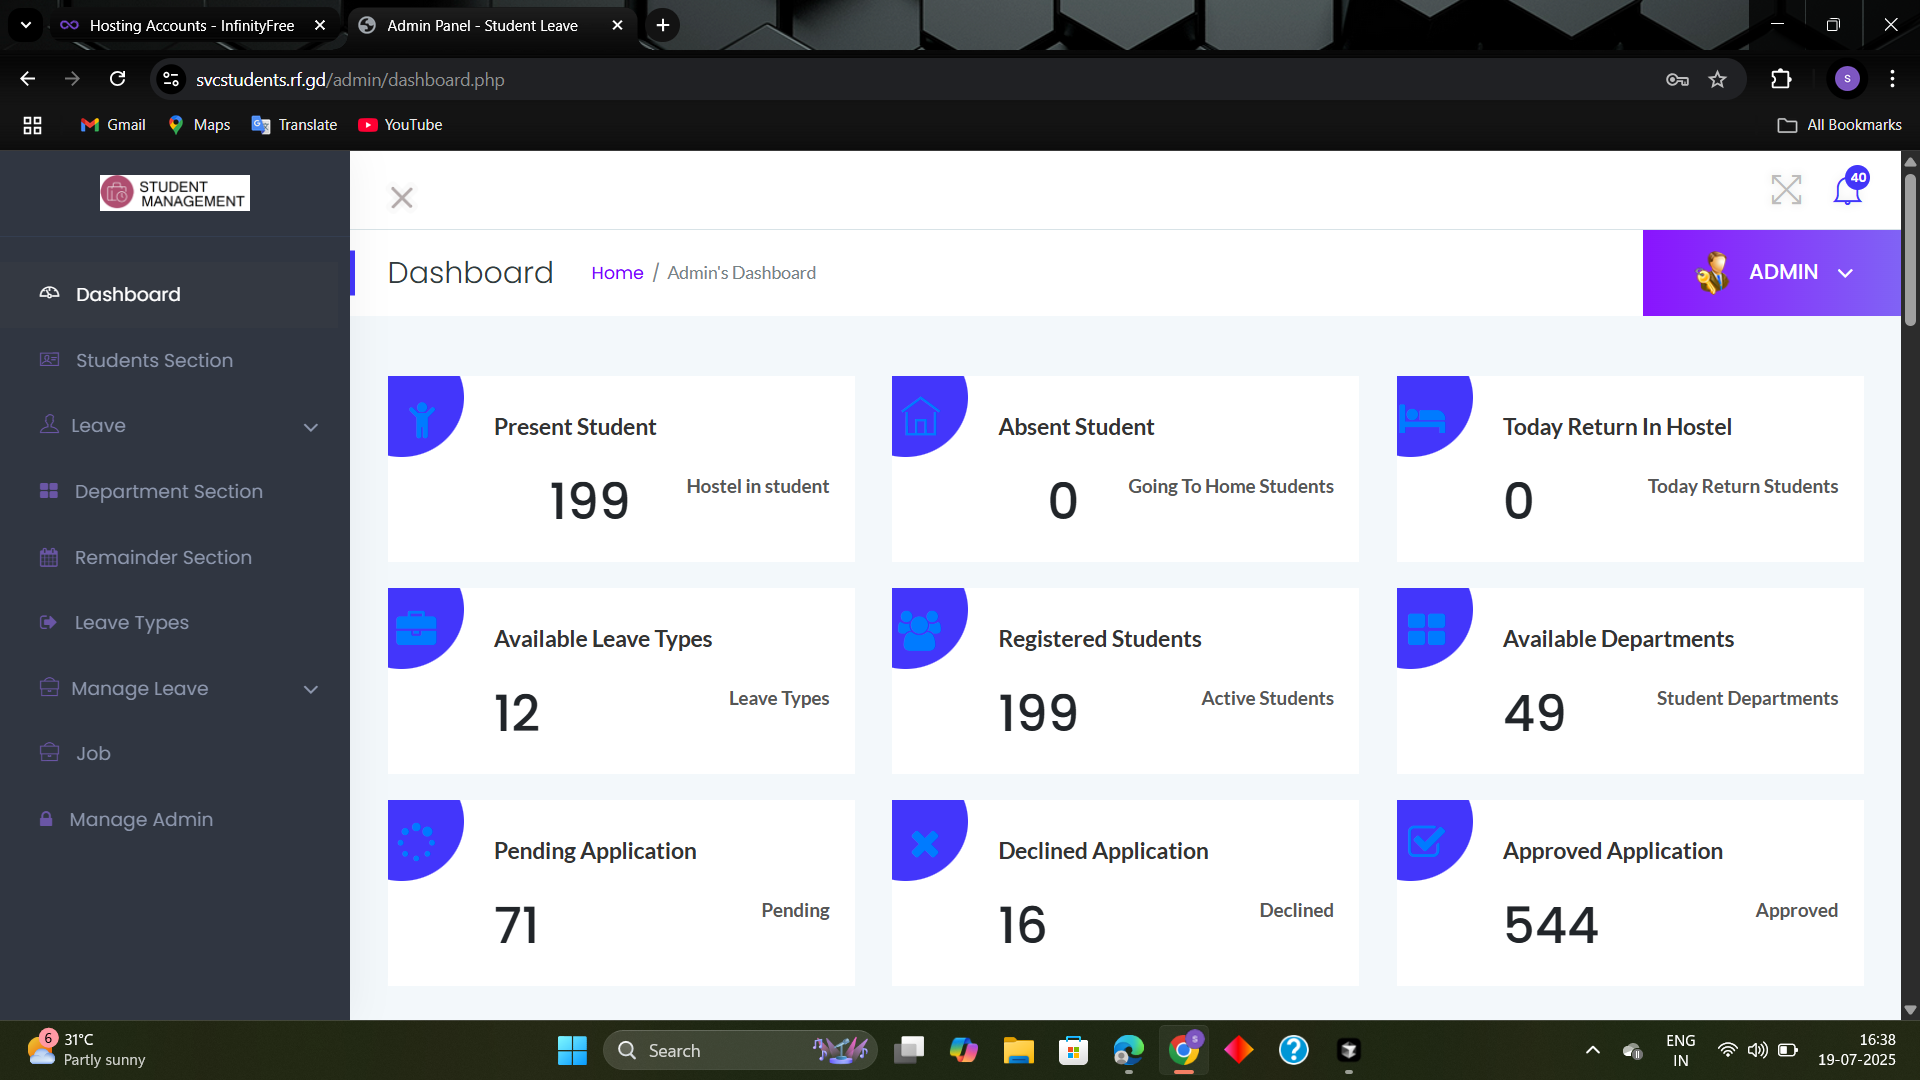 Hosting Accounts - InfinityFree
Admin Panel - Student Leave
svcstudents.rf.gd/admin/dashboard.php
S
Gmail
Maps
Translate
YouTube
All Bookmarks
STUDENT
MANAGEMENT
40
Dashboard
Home / Admin's Dashboard
ADMIN
Dashboard
Students Section
Leave
Department Section
Remainder Section
Leave Types
Manage Leave
Job
Manage Admin
Present Student
199 Hostel in student
Absent Student
0 Going To Home Students
Today Return In Hostel
0 Today Return Students
Available Leave Types
12 Leave Types
Registered Students
199 Active Students
Available Departments
49 Student Departments
Pending Application
71 Pending
Declined Application
16 Declined
Approved Application
544 Approved
6
31°C
Partly sunny
Search
S
ENG
IN
16:38
19-07-2025